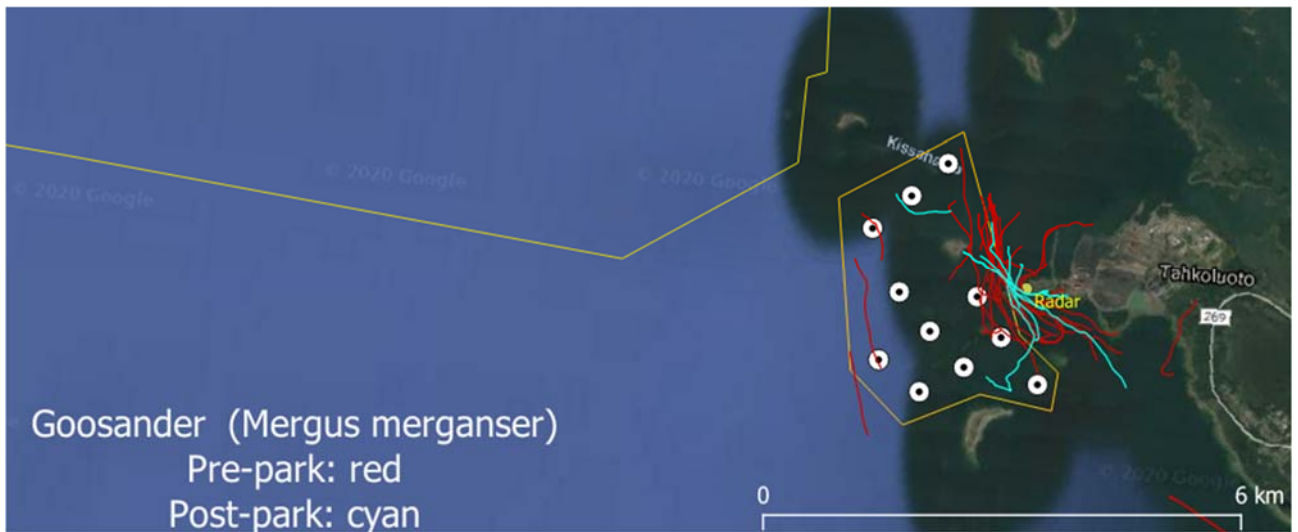 © 2020 Google
© 2020 Google
© 2020 Google
Tahkoluoto
Radar
269
© 2020 Google
Goosander (Mergus merganser)
Pre-park: red
Post-park: cyan
0 6 km